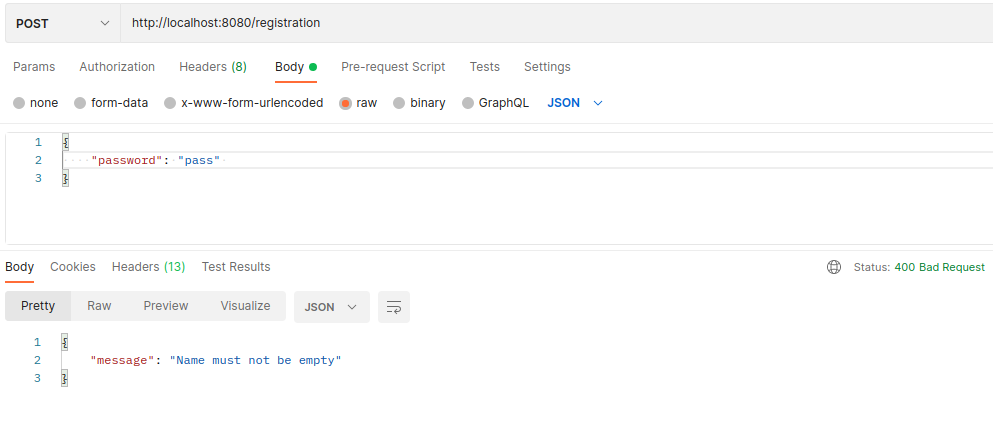 POST http://localhost:8080/registration
Params Authorization Headers (8) Body Pre-request Script Tests Settings
none form-data x-www-form-urlencoded raw binary GraphQL JSON
1 {
2 "password": "pass"
3 }
Body Cookies Headers (13) Test Results Status: 400 Bad Request
Pretty Raw Preview Visualize JSON
1 {
2 "message": "Name must not be empty"
3 }